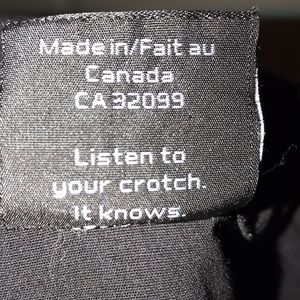 Made in/Fait au
Canada
CA 32099
Listen to
your crotch.
It knows.